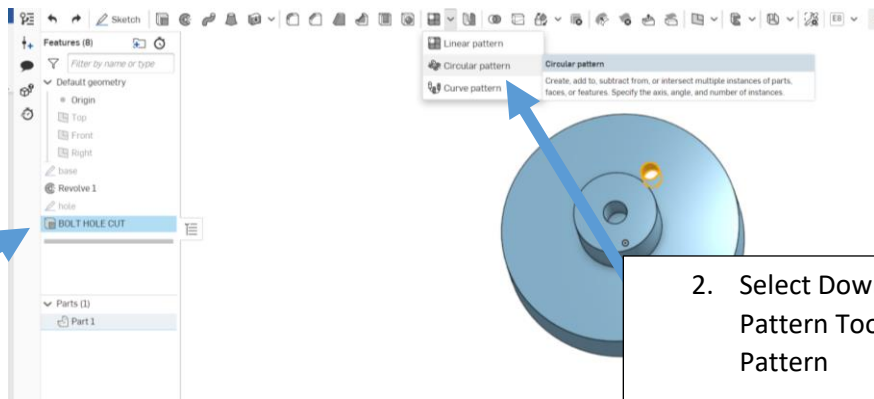 Sketch
Features (8)
Filter by name or type
Default geometry
Origin
Top
Front
Right
base
Revolve 1
hole
BOLT HOLE CUT
Parts (1)
Part 1
Linear pattern
Circular pattern
Curve pattern
Circular pattern
Create, add to, subtract from, or intersect multiple instances of parts,
faces, or features. Specify the axis, angle, and number of instances.
2. Select Dow
Pattern Too
Pattern